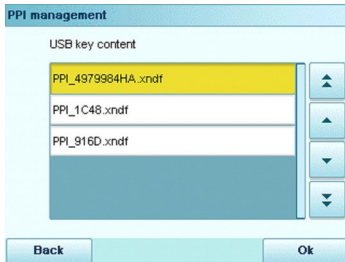 PPI management
USB key content
PPI_4979984HA.xndf
PPI_1C48.xndf
PPI_916D.xndf
Back
Ok